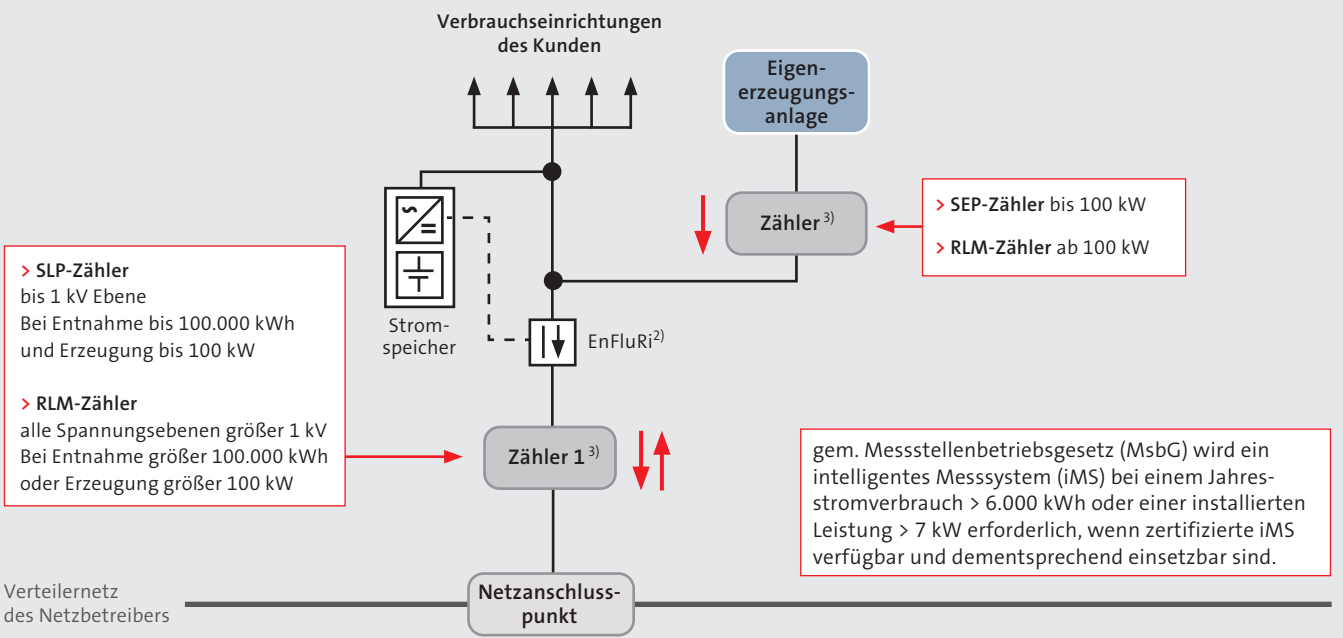 Verbrauchseinrichtungen
des Kunden
Eigen-
erzeugungs-
anlage
Zähler 3)
> SEP-Zähler bis 100 kW
> RLM-Zähler ab 100 kW
> SLP-Zähler
bis 1 kV Ebene
Bei Entnahme bis 100.000 kWh
und Erzeugung bis 100 kW
> RLM-Zähler
alle Spannungsebenen größer 1 kV
Bei Entnahme größer 100.000 kWh
oder Erzeugung größer 100 kW
Strom-
speicher
EnFluRi2)
Zähler 1 3)
gem. Messstellenbetriebsgesetz (MsbG) wird ein
intelligentes Messsystem (iMS) bei einem Jahres-
stromverbrauch > 6.000 kWh oder einer installierten
Leistung > 7 kW erforderlich, wenn zertifizierte iMS
verfügbar und dementsprechend einsetzbar sind.
Verteilernetz
des Netzbetreibers
Netzanschluss-
punkt